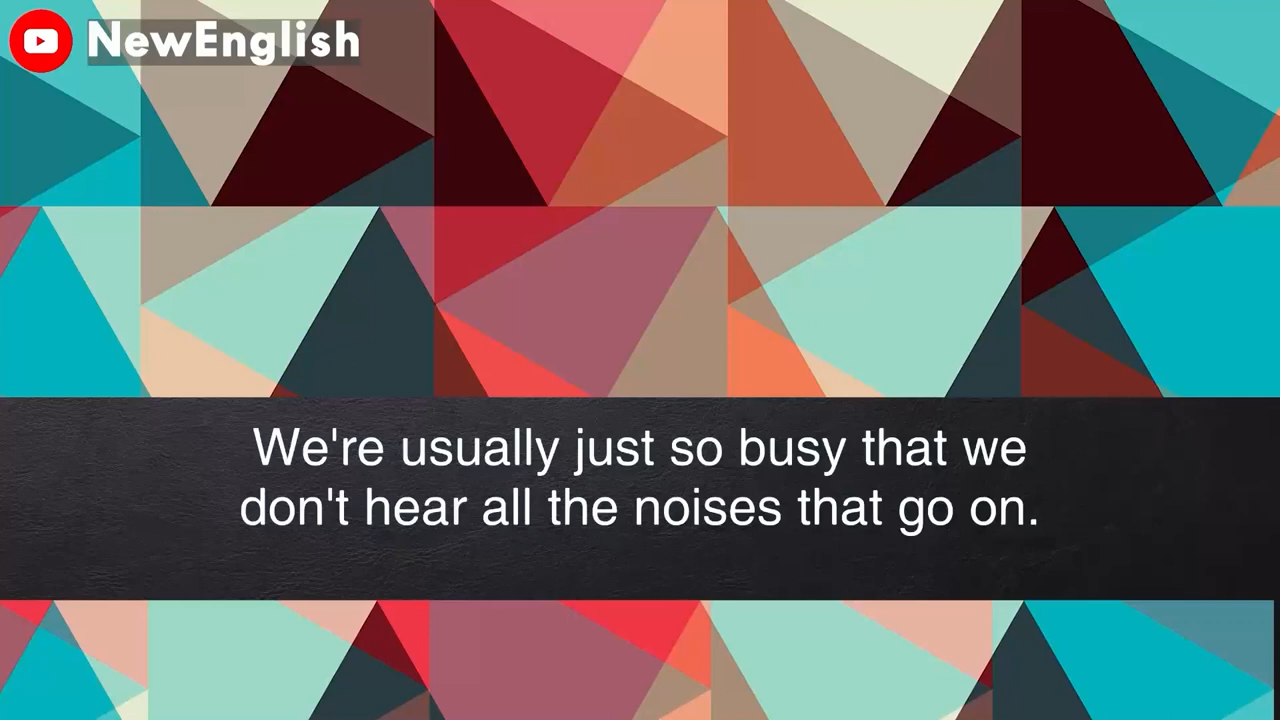 NewEnglish
We're usually just so busy that we
don't hear all the noises that go on.